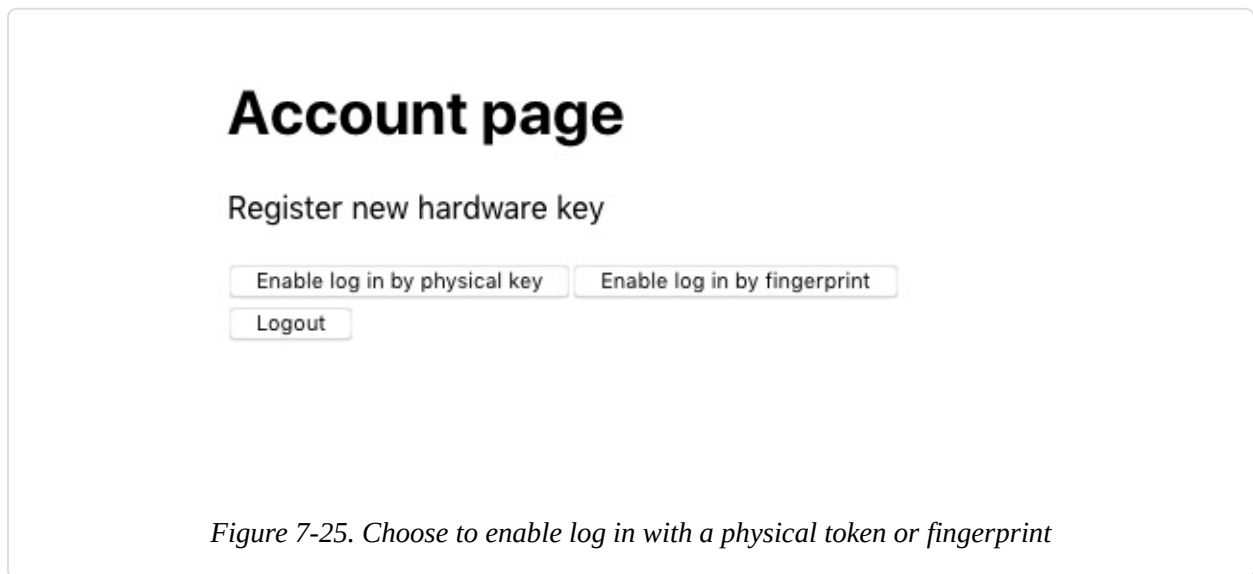 Account page
Register new hardware key
Enable log in by physical key Enable log in by fingerprint
Logout
Figure 7-25. Choose to enable log in with a physical token or fingerprint